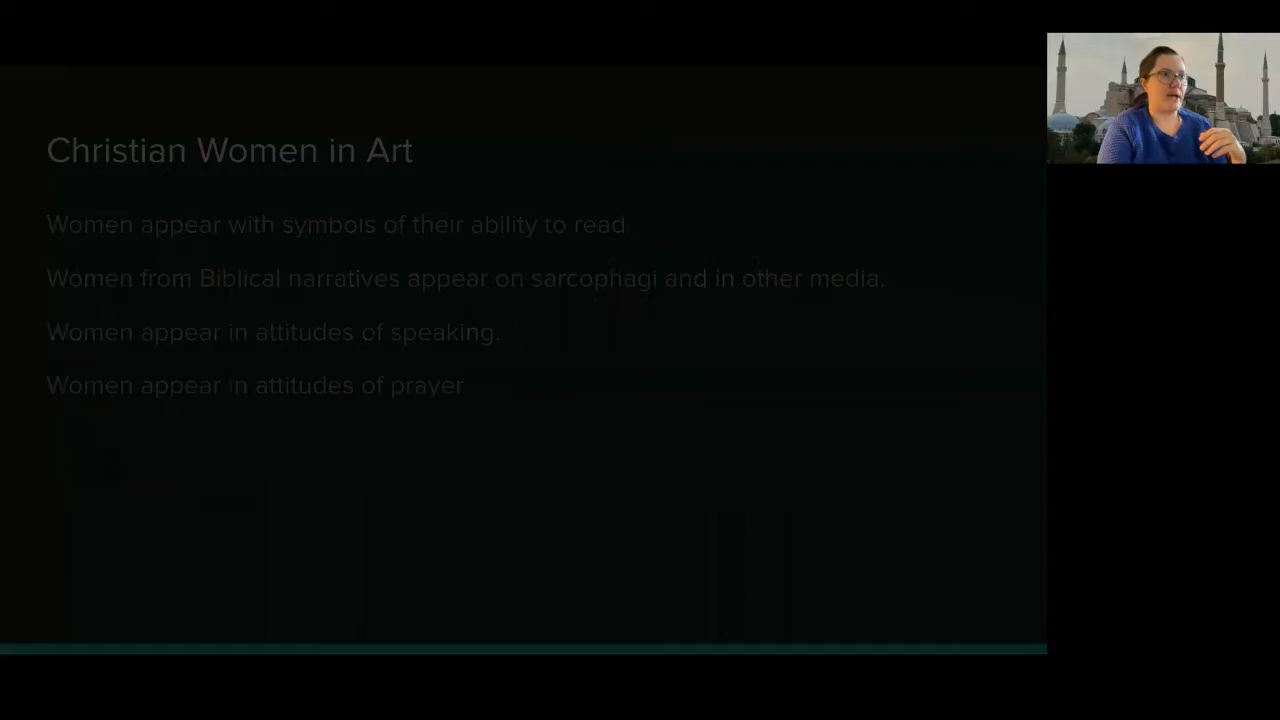 Christian Women in Art
Women appear with symbols of their ability to read
Women from Biblical narratives appear on sarcophagi and in other media.
Women appear in attitudes of speaking.
Women appear in attitudes of prayer